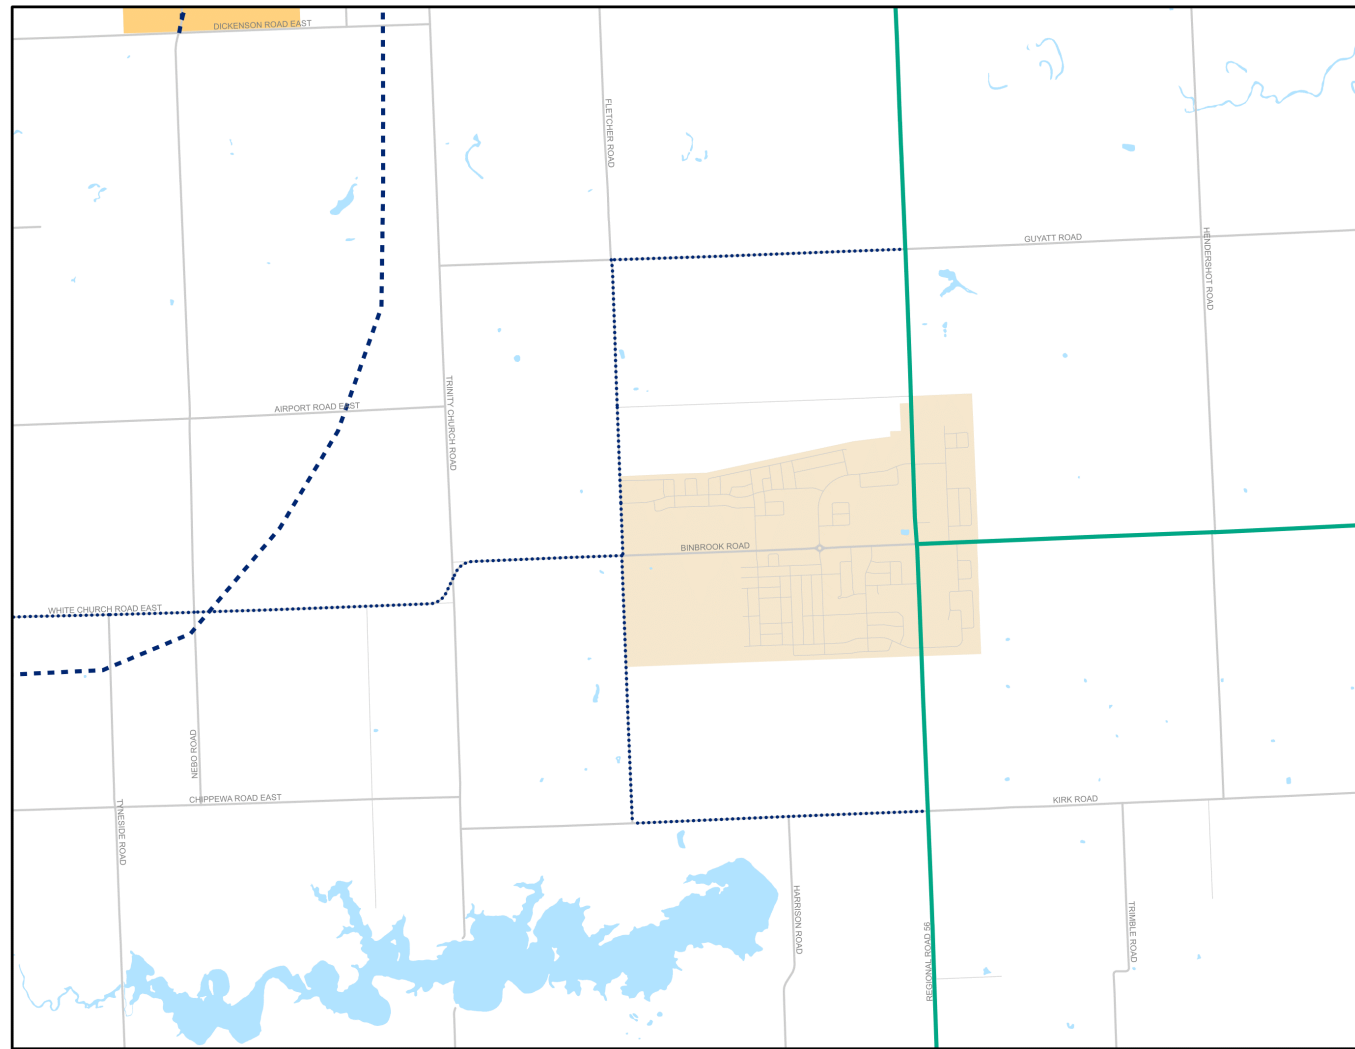 DICKENSON ROAD EAST
FLETCHER ROAD
GUYATT ROAD
HENDERSHOT ROAD
AIRPORT ROAD EAST
TRINITY CHURCH ROAD
BINBROOK ROAD
WHITE CHURCH ROAD EAST
NEBO ROAD
CHIPPEWA ROAD EAST
KIRK ROAD
TYNESIDE ROAD
HARRISON ROAD
REGIONAL ROAD 56
TRIMBLE ROAD